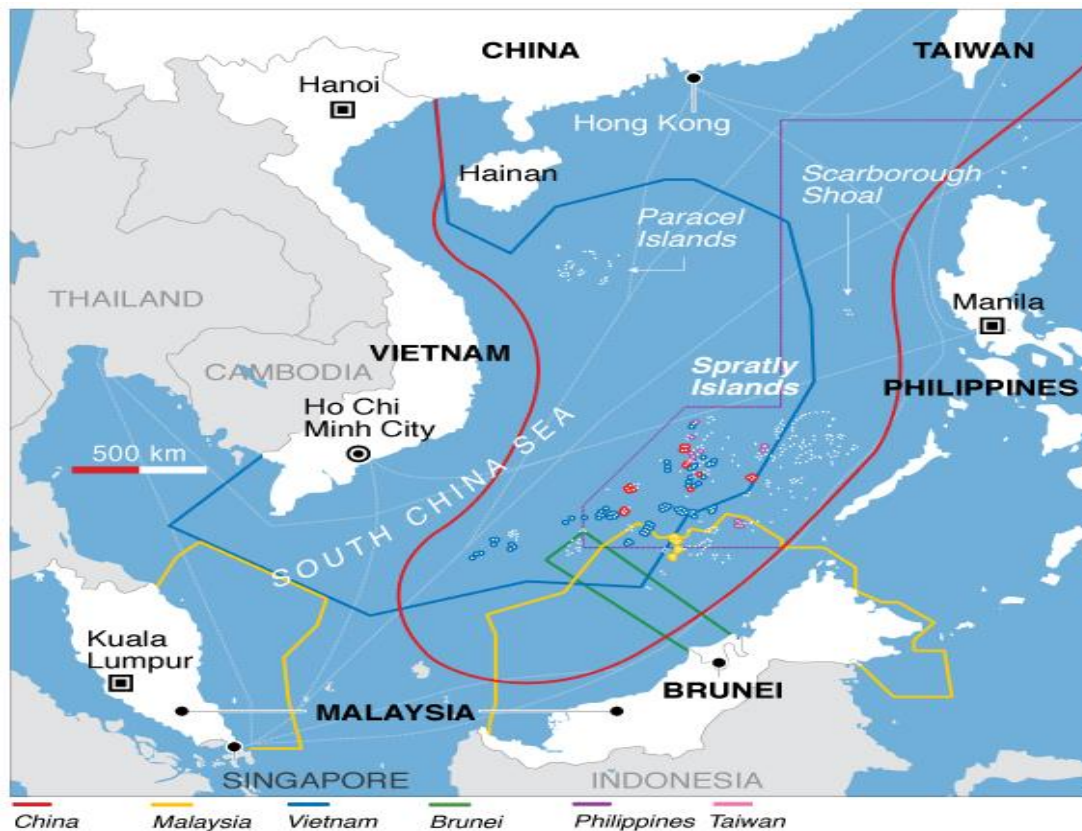 CHINA
TAIWAN
Hanoi
Hong Kong
Hainan
Scarborough
Shoal
Paracel
Islands
THAILAND
Manila
VIETNAM
CAMBODIA
Spratly
Islands
PHILIPPINES
Ho Chi
Minh City
500 km
SOUTH CHINA SEA
Kuala
Lumpur
BRUNEI
MALAYSIA
SINGAPORE
INDONESIA
China
Malaysia
Vietnam
Brunei
Philippines
Taiwan